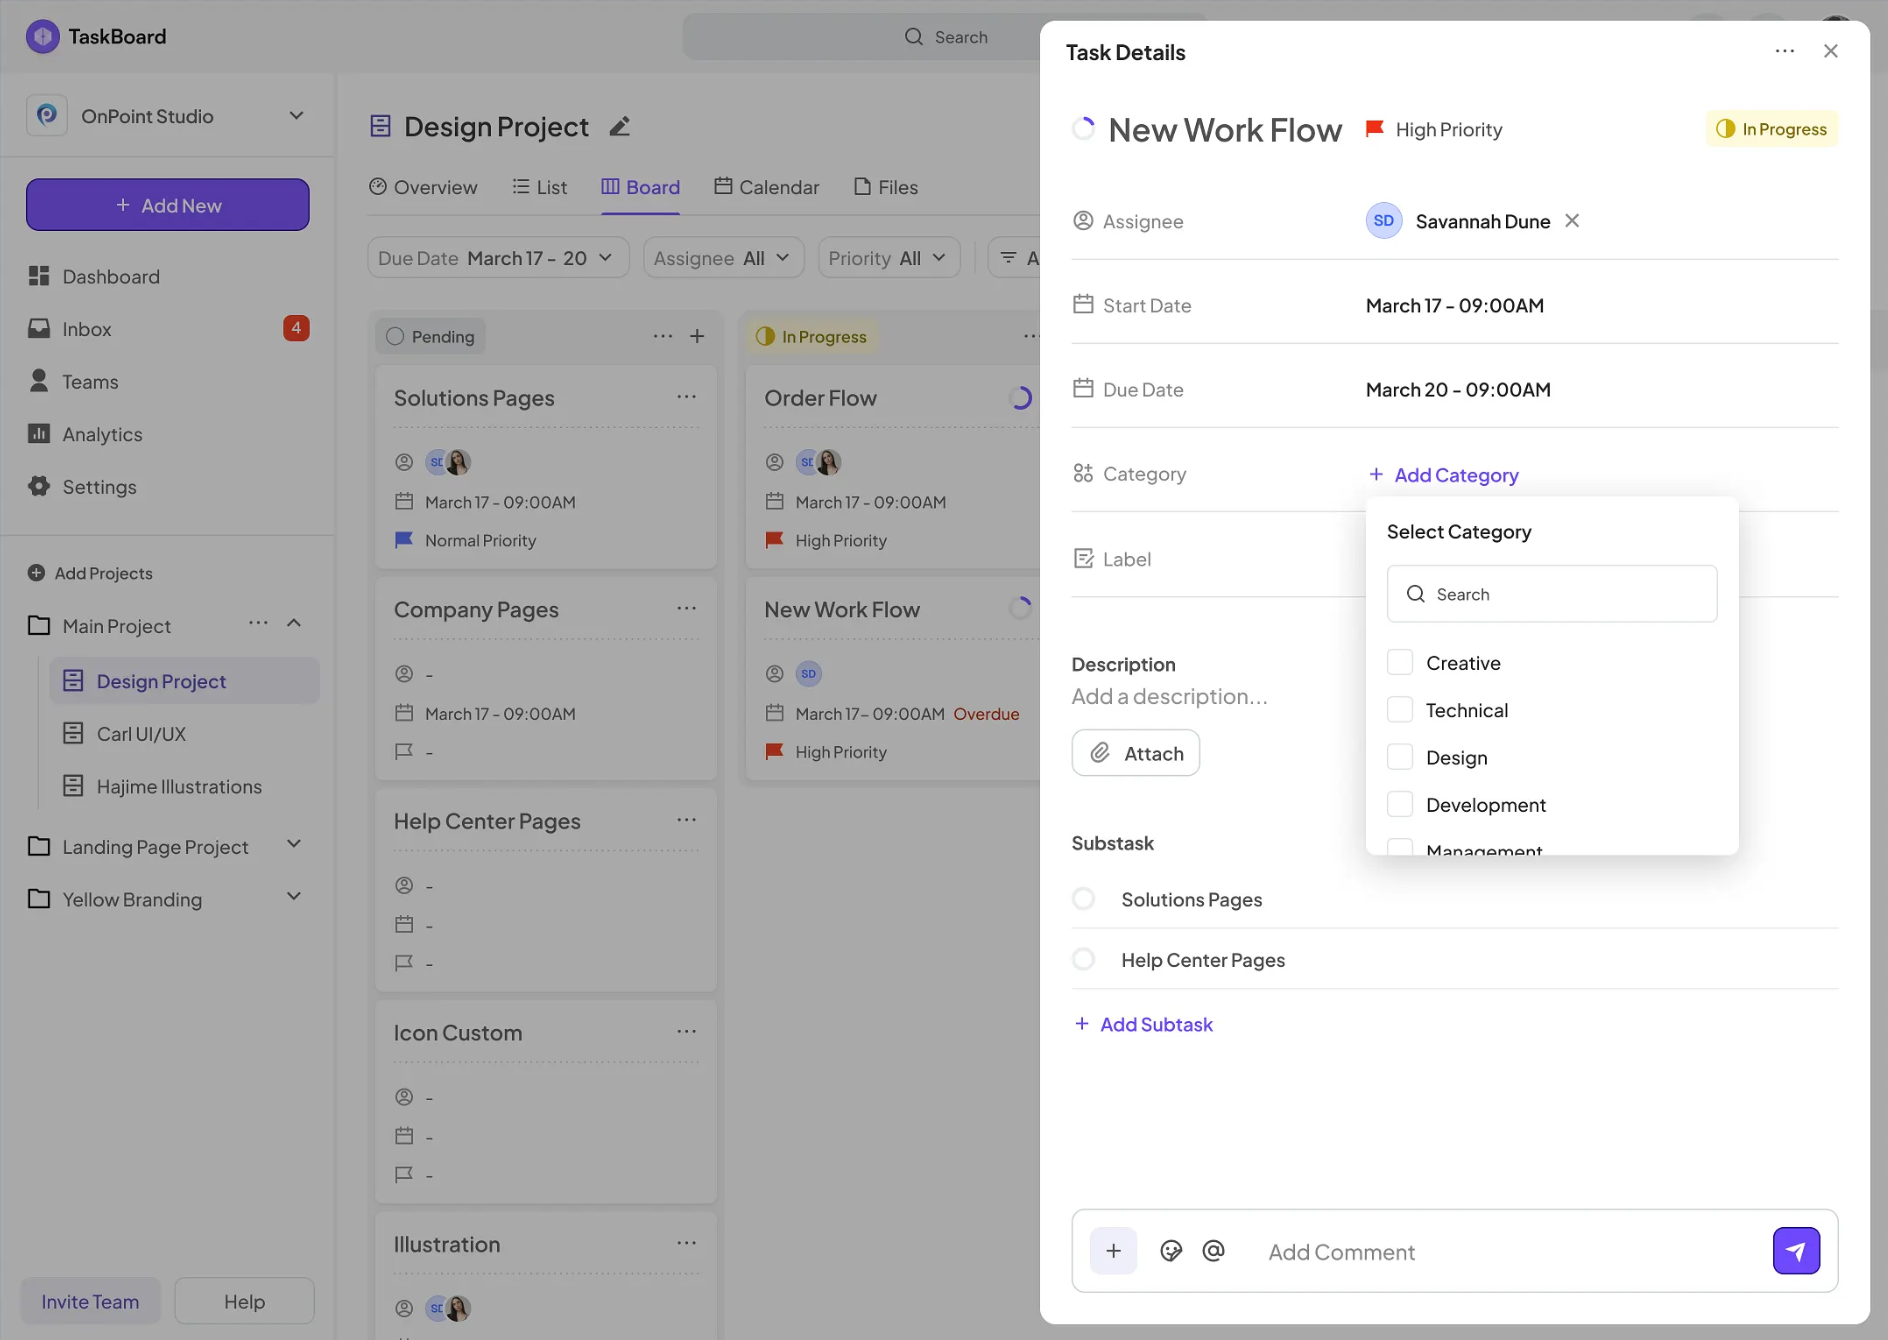 TaskBoard
Search
OnPoint Studio
+ Add New
Dashboard
Inbox 4
Teams
Analytics
Settings
Add Projects
Main Project ...
Design Project
Carl UI/UX
Hajime Illustrations
Landing Page Project
Yellow Branding
Invite Team
Help
Design Project
Overview
List
Board
Calendar
Files
Due Date March 17 - 20
Assignee All
Priority All
A
Pending ... +
Solutions Pages ...
SD
March 17 - 09:00AM
Normal Priority
Company Pages ...
-
March 17 - 09:00AM
-
Help Center Pages ...
-
-
-
Icon Custom ...
-
-
-
Illustration ...
SD
In Progress ...
Order Flow
SD
March 17 - 09:00AM
High Priority
New Work Flow
SD
March 17– 09:00AM Overdue
High Priority
Task Details
New Work Flow
High Priority
In Progress
Assignee
SD Savannah Dune
Start Date
March 17 - 09:00AM
Due Date
March 20 - 09:00AM
Category
+ Add Category
Label
Select Category
Search
Creative
Technical
Design
Development
Management
Description
Add a description...
Attach
Substask
Solutions Pages
Help Center Pages
+ Add Subtask
+ @ Add Comment